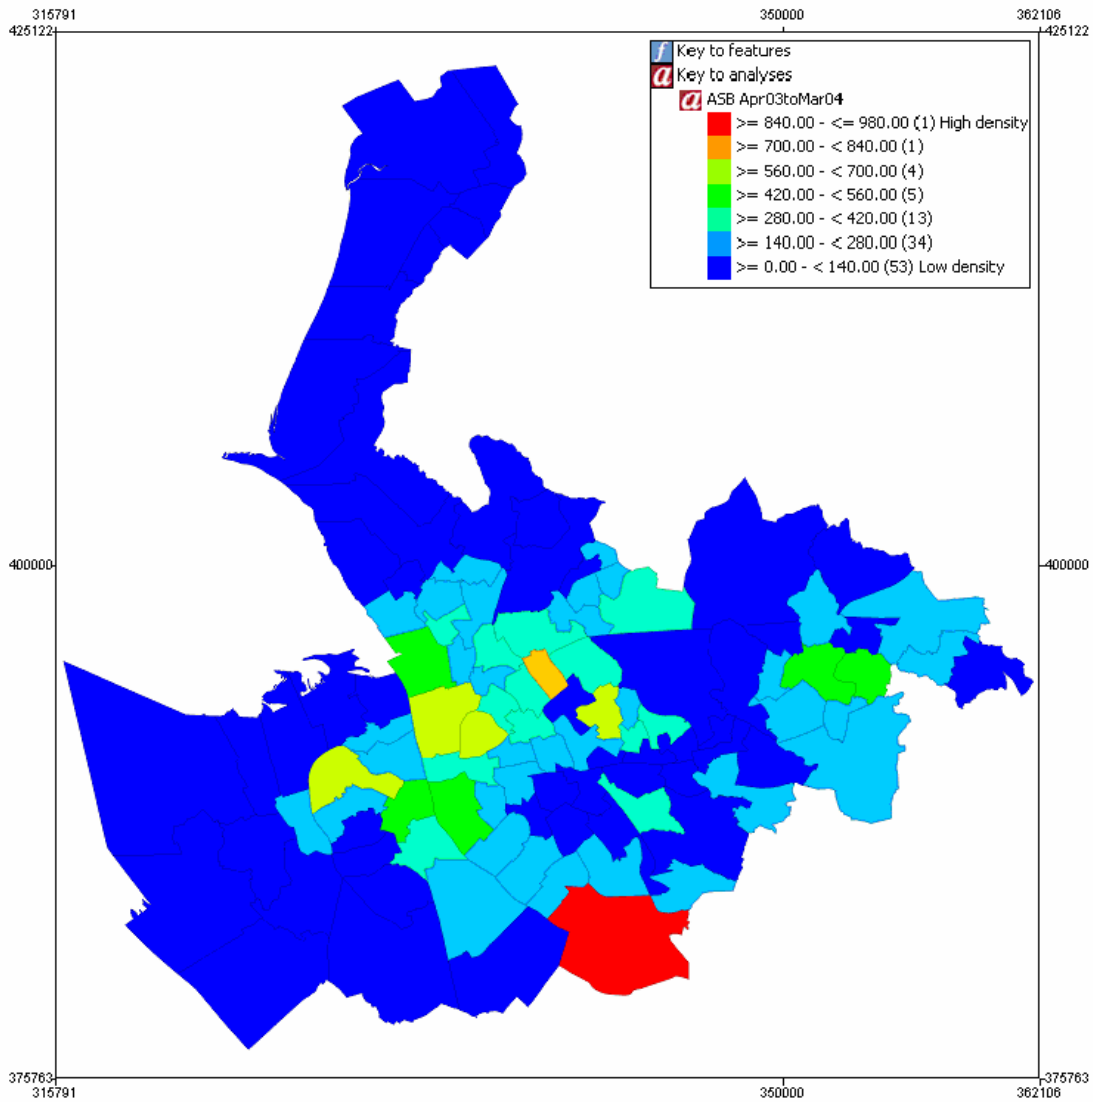 315791 350000 362106
425122 425122
f Key to features
a Key to analyses
a ASB Apr03toMar04
>= 840.00 - <= 980.00 (1) High density
>= 700.00 - < 840.00 (1)
>= 560.00 - < 700.00 (4)
>= 420.00 - < 560.00 (5)
>= 280.00 - < 420.00 (13)
>= 140.00 - < 280.00 (34)
>= 0.00 - < 140.00 (53) Low density
400000 400000
375763 375763
315791 350000 362106